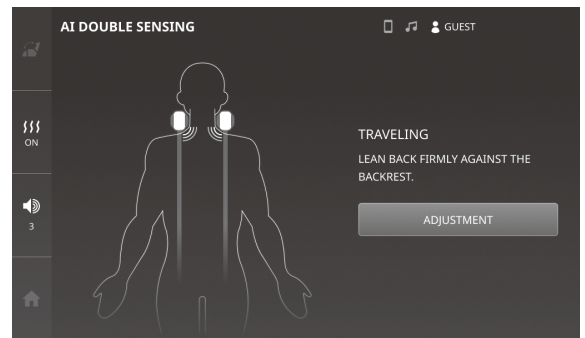 AI DOUBLE SENSING
GUEST
ON
3
TRAVELING
LEAN BACK FIRMLY AGAINST THE
BACKREST.
ADJUSTMENT